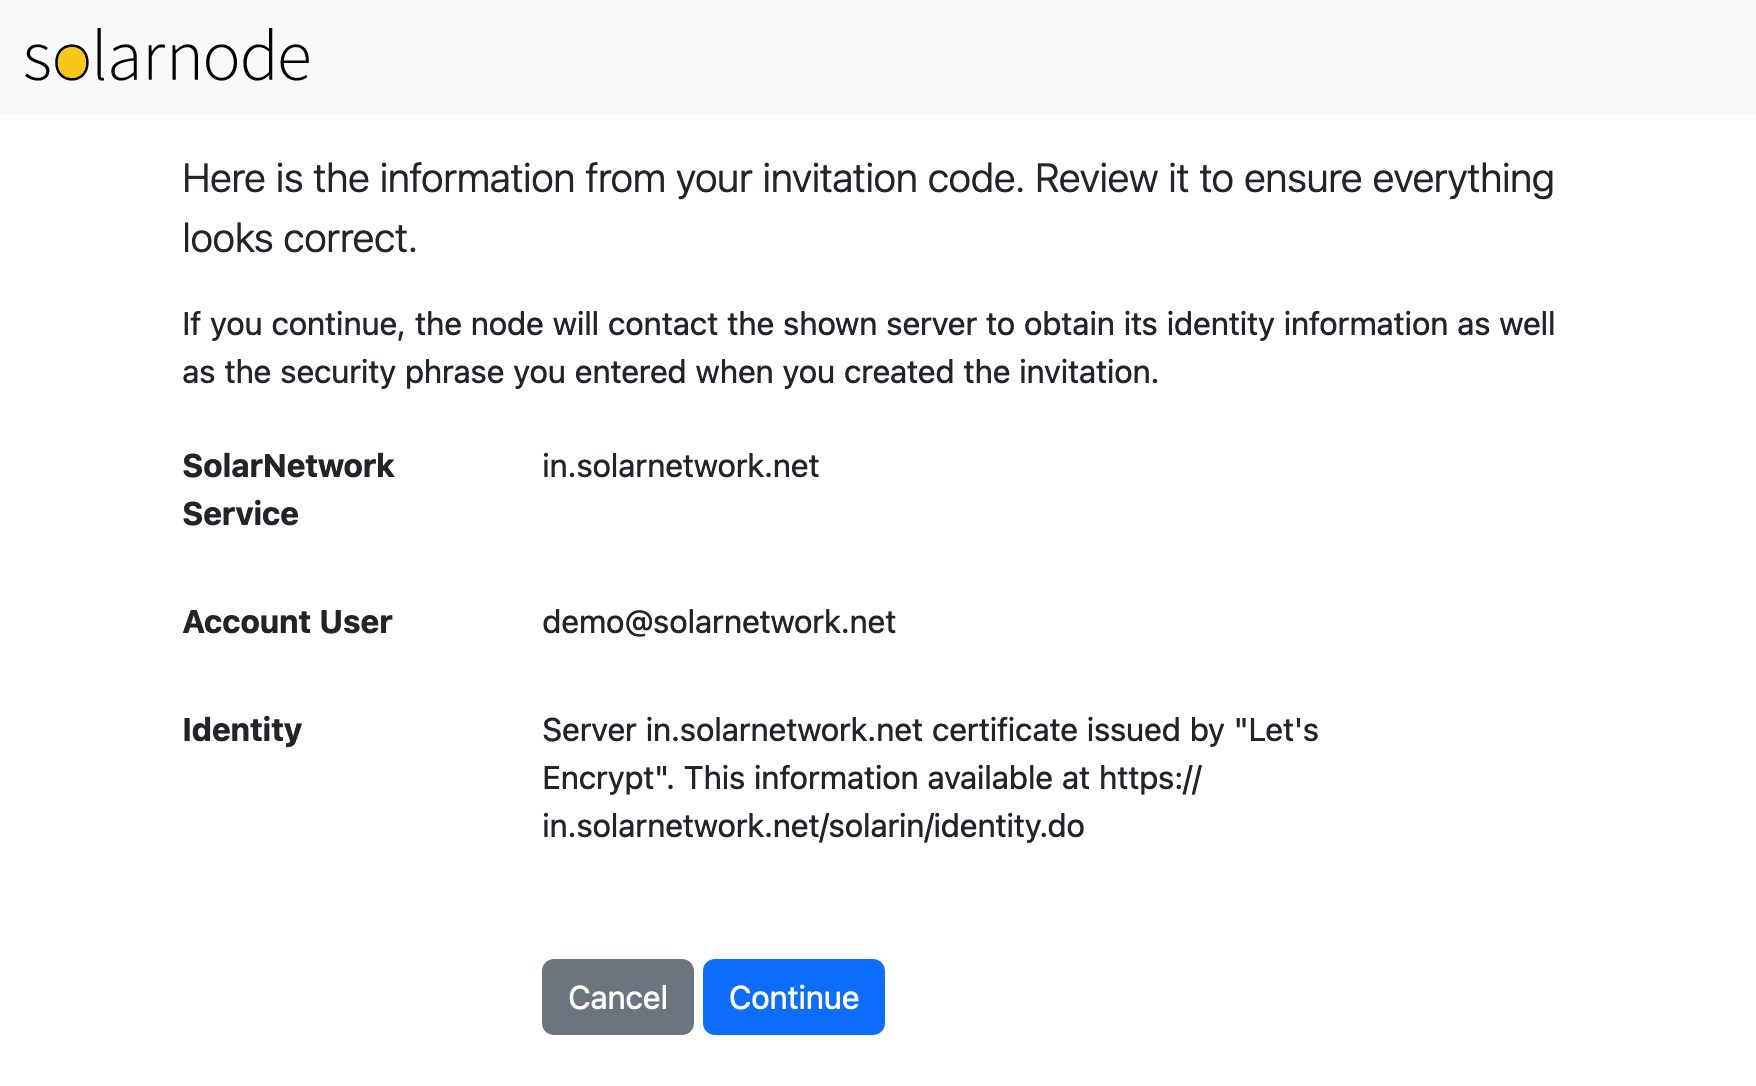 solarnode
Here is the information from your invitation code. Review it to ensure everything
looks correct.
If you continue, the node will contact the shown server to obtain its identity information as well
as the security phrase you entered when you created the invitation.
SolarNetwork
Service
in.solarnetwork.net
Account User
demo@solarnetwork.net
Identity
Server in.solarnetwork.net certificate issued by "Let's
Encrypt". This information available at https://
in.solarnetwork.net/solarin/identity.do
Cancel
Continue